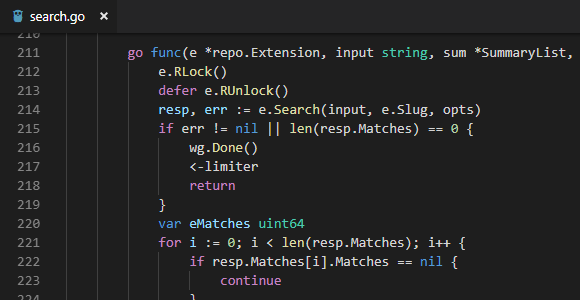 search.go ×
210
211 go func(e *repo.Extension, input string, sum *SummaryList,
212 e.RLock()
213 defer e.RUnlock()
214 resp, err := e.Search(input, e.Slug, opts)
215 if err != nil || len(resp.Matches) == 0 {
216 wg.Done()
217 <-limiter
218 return
219 }
220 var eMatches uint64
221 for i := 0; i < len(resp.Matches); i++ {
222 if resp.Matches[i].Matches == nil {
223 continue
224 }